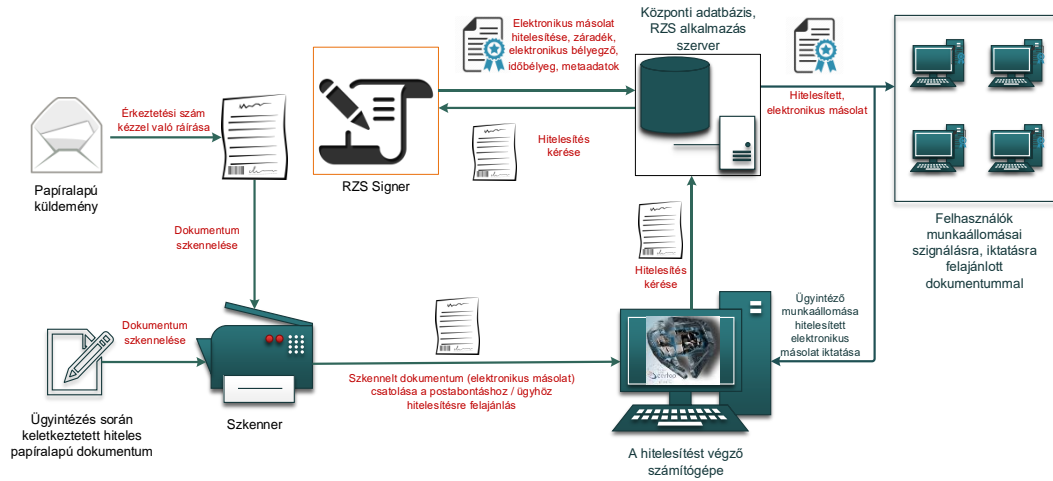 Elektronikus másolat
hitelesítése, záradék,
elektronikus bélyegző,
időbélyeg, metaadatok
Központi adatbázis,
RZS alkalmazás
szerver
Érkeztetési szám
kézzel való ráírása
Papíralapú
küldemény
RZS Signer
Hitelesítés
kérése
Hitelesített,
elektronikus másolat
Felhasználók
munkaállomásai
szignálásra, iktatásra
felajánlott
dokumentummal
Dokumentum
szkennelése
Hitelesítés
kérése
Ügyintéző
munkaállomása
hitelesített
elektronikus
másolat iktatása
Dokumentum
szkennelése
Szkennelt dokumentum (elektronikus másolat)
csatolása a postabontáshoz / ügyhöz
hitelesítésre felajánlás
Ügyintézés során
keletkeztetett hiteles
papíralapú dokumentum
Szkenner
A hitelesítést végző
számítógépe